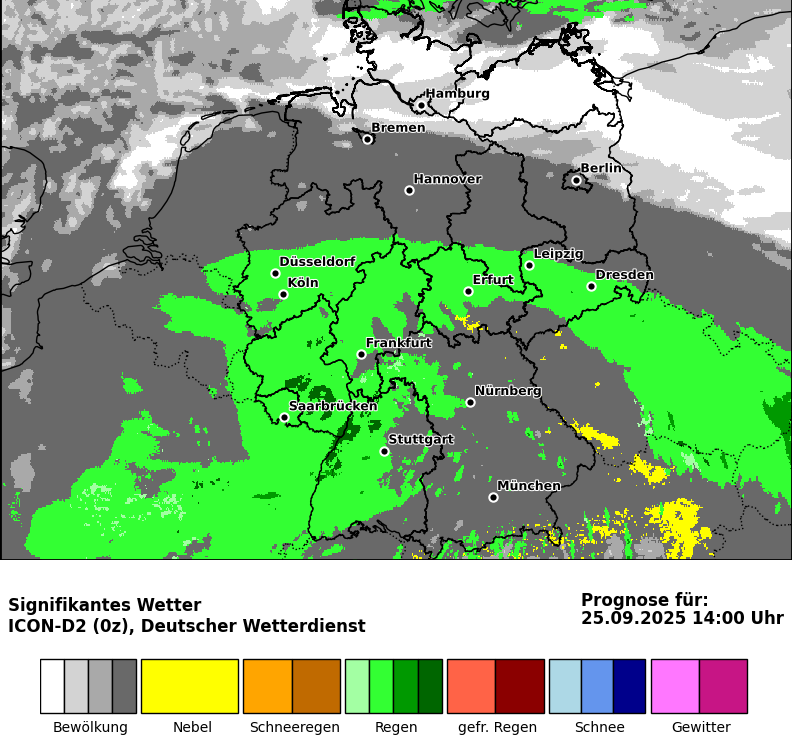 Hamburg
Bremen
Berlin
Hannover
Leipzig
Düsseldorf
Dresden
Köln
Erfurt
Frankfurt
Nürnberg
Saarbrücken
Stuttgart
München
Signifikantes Wetter
ICON-D2 (0z), Deutscher Wetterdienst
Prognose für:
25.09.2025 14:00 Uhr
Bewölkung Nebel Schneeregen Regen gefr. Regen Schnee Gewitter